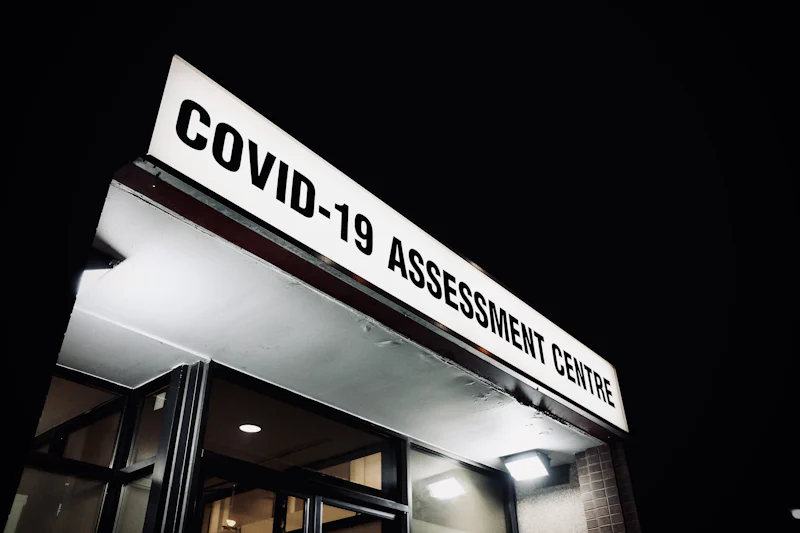 COVID-19 ASSESSMENT CENTRE